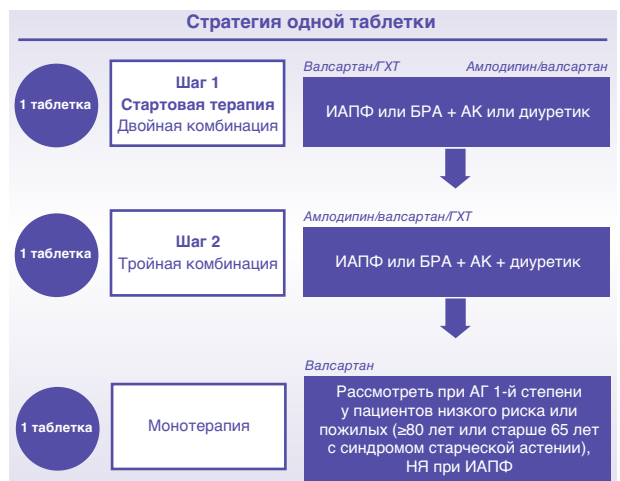 Стратегия одной таблетки
Валсартан/ГХТ Амлодипин/валсартан
1 таблетка
Шаг 1
Стартовая терапия
Двойная комбинация
ИАПФ или БРА + АК или диуретик
Амлодипин/валсартан/ГХТ
1 таблетка
Шаг 2
Тройная комбинация
ИАПФ или БРА + АК + диуретик
Валсартан
1 таблетка
Монотерапия
Рассмотреть при АГ 1-й степени
у пациентов низкого риска или
пожилых (≥80 лет или старше 65 лет
с синдромом старческой астении),
НЯ при ИАПФ